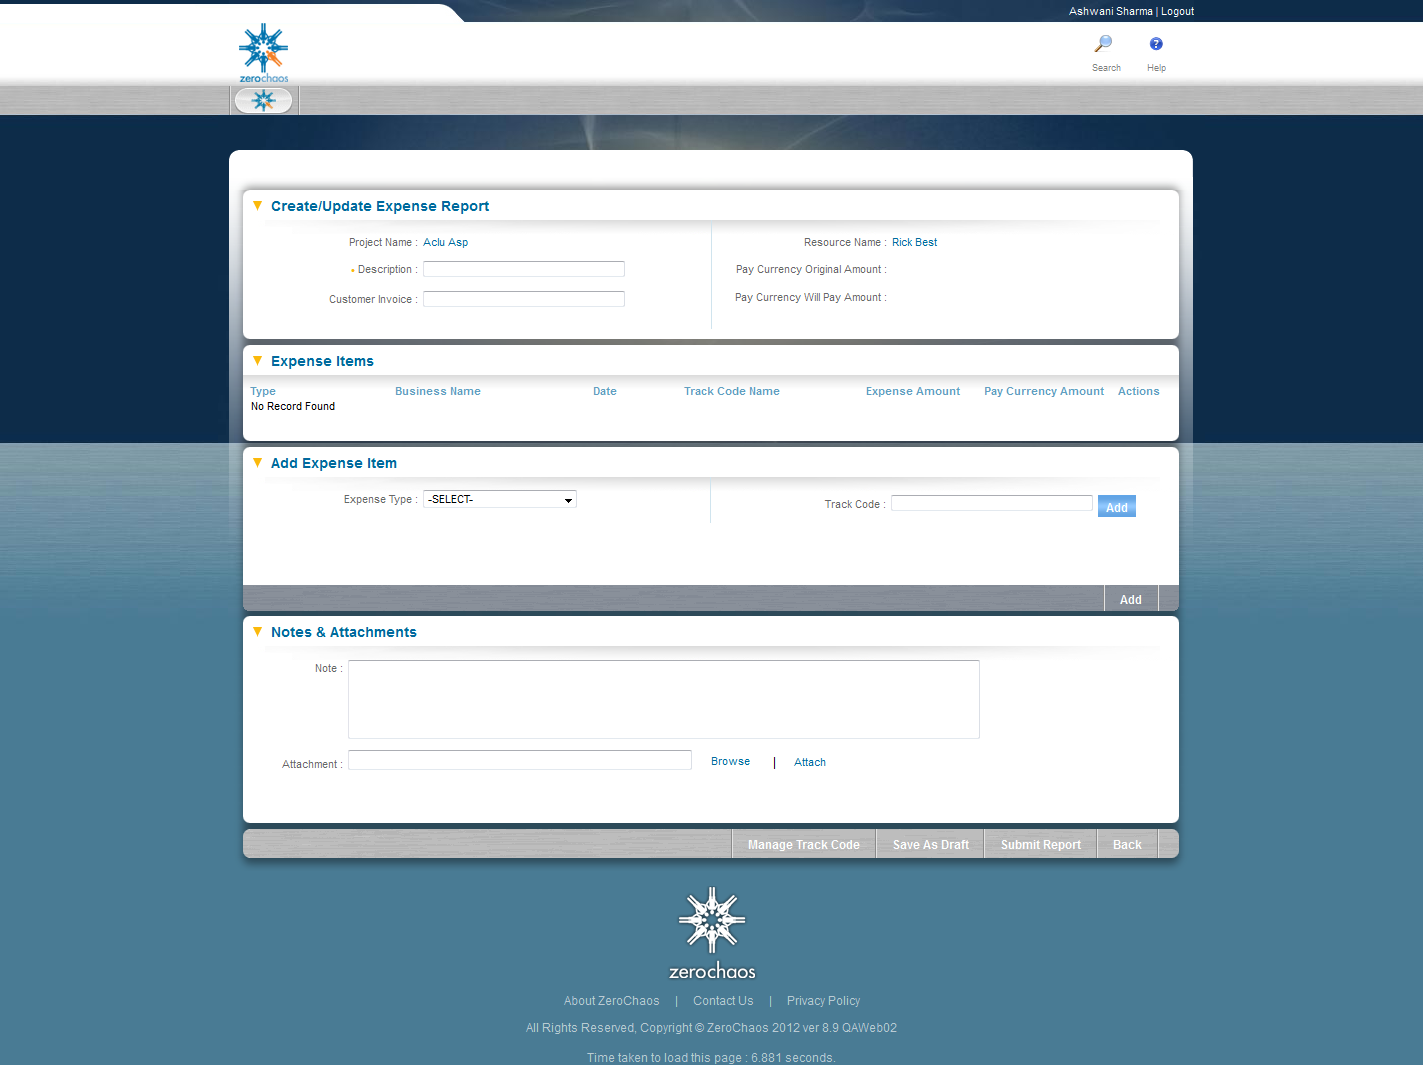 Ashwani Sharma | Logout
zerochaos
Search Help
Create/Update Expense Report
Project Name : Aclu Asp
Resource Name : Rick Best
• Description :
Pay Currency Original Amount :
Customer Invoice :
Pay Currency Will Pay Amount :
Expense Items
Type Business Name Date Track Code Name Expense Amount Pay Currency Amount Actions
No Record Found
Add Expense Item
Expense Type : -SELECT-
Track Code : Add
Add
Notes & Attachments
Note :
Attachment : Browse | Attach
Manage Track Code Save As Draft Submit Report Back
zerochaos
About ZeroChaos | Contact Us | Privacy Policy
All Rights Reserved, Copyright © ZeroChaos 2012 ver 8.9 QAWeb02
Time taken to load this page : 6.881 seconds.